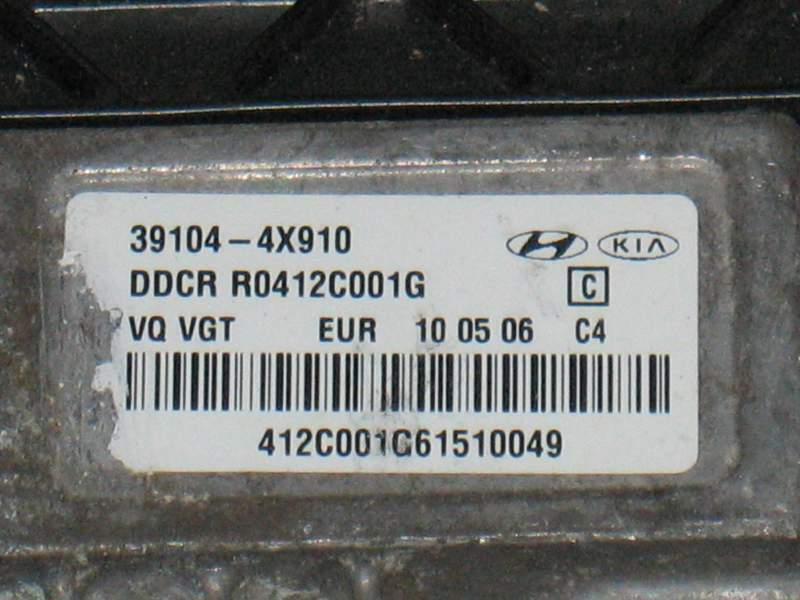 39104-4X910
KIA
DDCR R0412C001G
C
VQ VGT EUR 10 05 06 C4
412C001G61510049